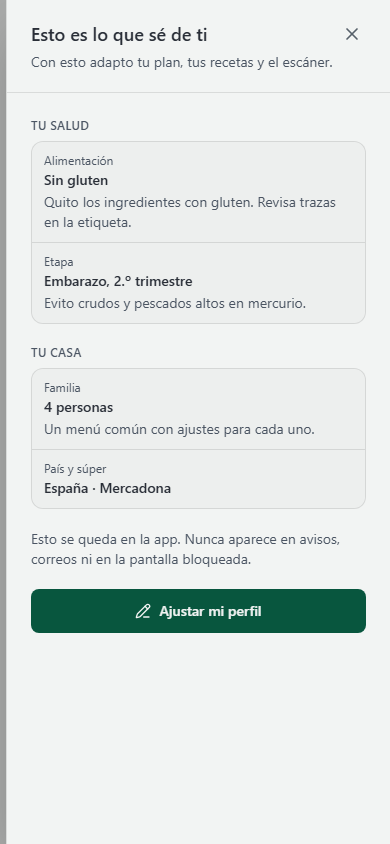 Esto es lo que sé de ti
Con esto adapto tu plan, tus recetas y el escáner.
TU SALUD
Alimentación
Sin gluten
Quito los ingredientes con gluten. Revisa trazas
en la etiqueta.
Etapa
Embarazo, 2.º trimestre
Evito crudos y pescados altos en mercurio.
TU CASA
Familia
4 personas
Un menú común con ajustes para cada uno.
País y súper
España · Mercadona
Esto se queda en la app. Nunca aparece en avisos,
correos ni en la pantalla bloqueada.
Ajustar mi perfil